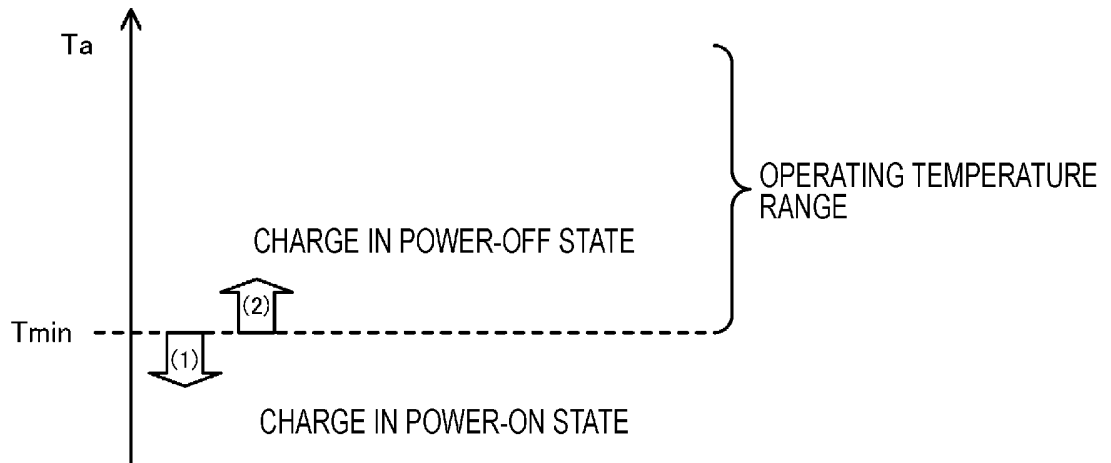 Ta
OPERATING TEMPERATURE
RANGE
CHARGE IN POWER-OFF STATE
(2)
Tmin
(1)
CHARGE IN POWER-ON STATE